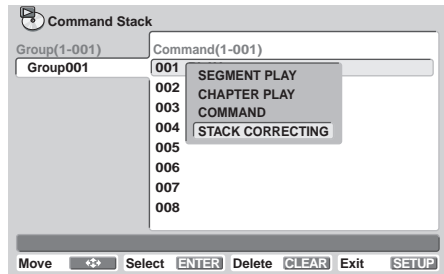 Command Stack
Group(1-001) Command(1-001)
Group001 001
SEGMENT PLAY
002 CHAPTER PLAY
003 COMMAND
004 STACK CORRECTING
005
006
007
008
Move Select ENTER Delete CLEAR Exit SETUP